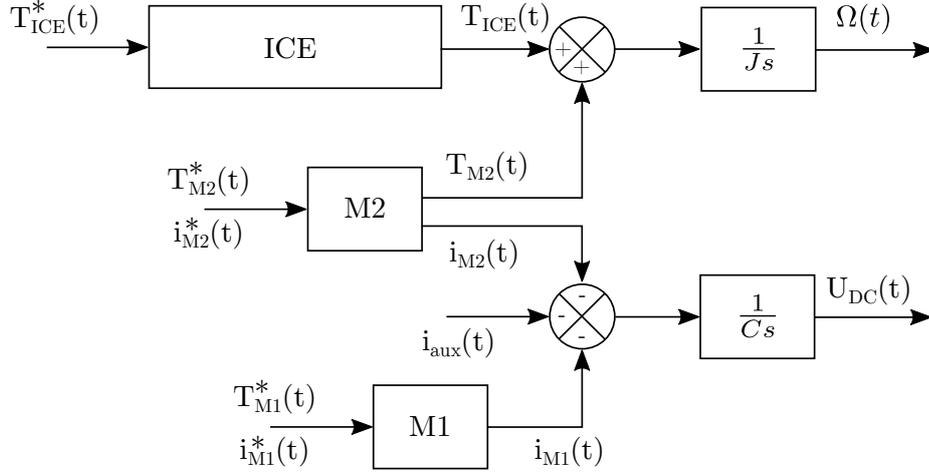 T*ICE(t)
ICE
TICE(t)
+
+
1
Js
Ω(t)
T*M2(t)
i*M2(t)
M2
TM2(t)
iM2(t)
-
-
-
iaux(t)
1
Cs
UDC(t)
T*M1(t)
i*M1(t)
M1
iM1(t)